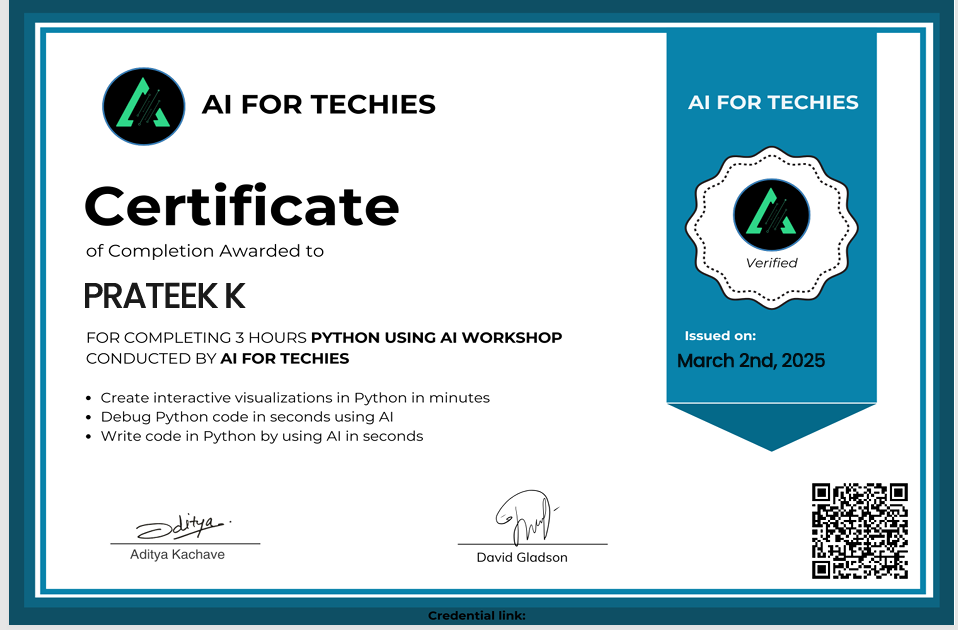 AI FOR TECHIES
Certificate
of Completion Awarded to
PRATEEK K
FOR COMPLETING 3 HOURS PYTHON USING AI WORKSHOP
CONDUCTED BY AI FOR TECHIES
• Create interactive visualizations in Python in minutes
• Debug Python code in seconds using AI
• Write code in Python by using AI in seconds
Aditya.
Aditya Kachave
David Gladson
AI FOR TECHIES
Verified
Issued on:
March 2nd, 2025
Credential link: